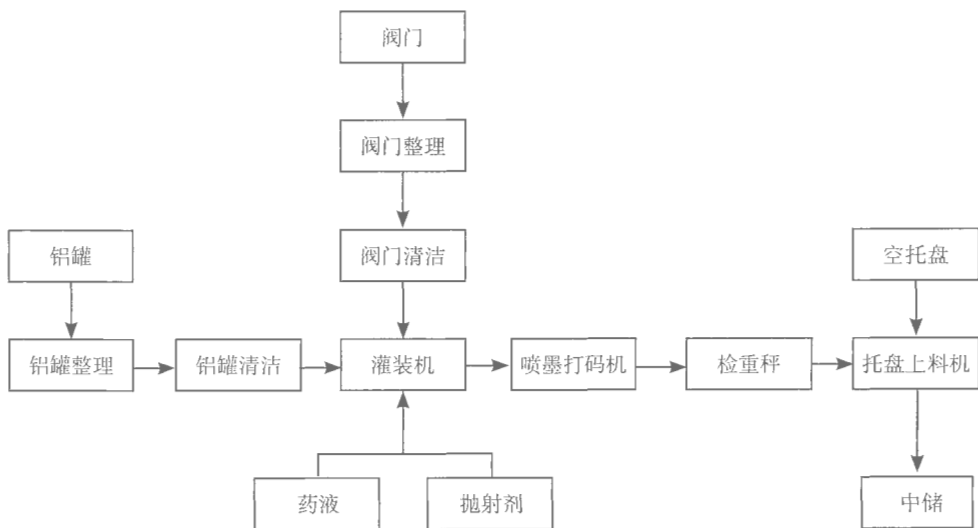 阀门
阀门整理
铝罐
阀门清洁
空托盘
铝罐整理
铝罐清洁
灌装机
喷墨打码机
检重秤
托盘上料机
药液
抛射剂
中储